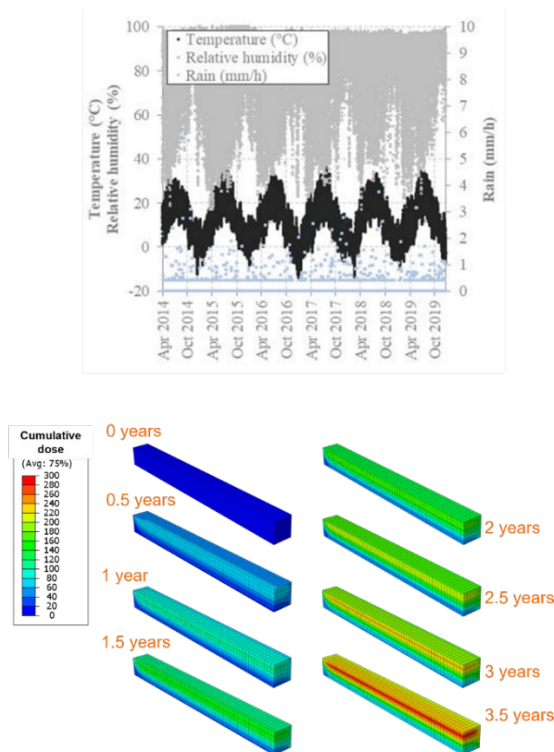 Temperature (°C)
Relative humidity (%)
Rain (mm/h)
Temperature (°C)
Relative humidity (%)
100
80
60
40
20
0
-20
10
9
8
7
6
5
4
3
2
1
0
Rain (mm/h)
Apr 2014
Oct 2014
Apr 2015
Oct 2015
Apr 2016
Oct 2016
Apr 2017
Oct 2017
Apr 2018
Oct 2018
Apr 2019
Oct 2019
Cumulative
dose
(Avg: 75%)
300
280
260
240
220
200
180
160
140
120
100
80
60
40
20
0
0 years
0.5 years
1 year
1.5 years
2 years
2.5 years
3 years
3.5 years